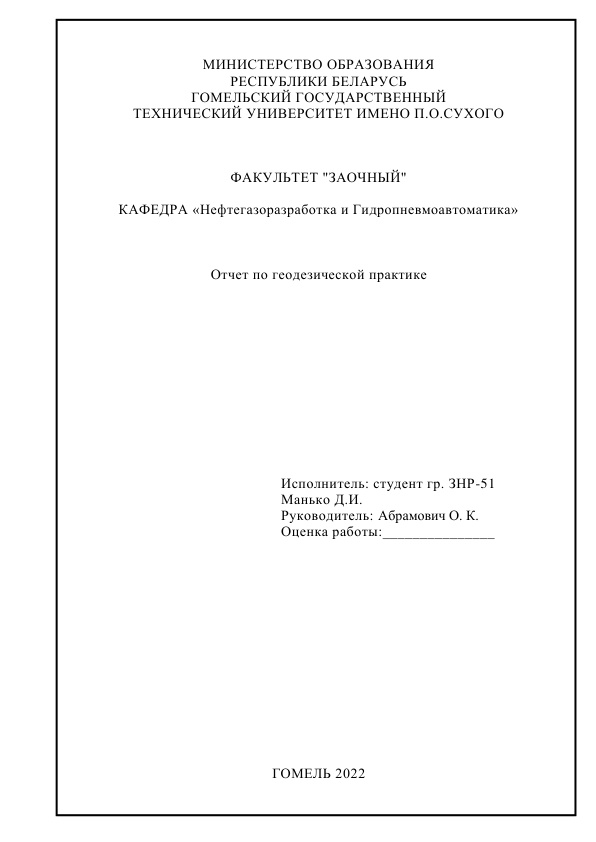 МИНИСТЕРСТВО ОБРАЗОВАНИЯ
РЕСПУБЛИКИ БЕЛАРУСЬ
ГОМЕЛЬСКИЙ ГОСУДАРСТВЕННЫЙ
ТЕХНИЧЕСКИЙ УНИВЕРСИТЕТ ИМЕНО П.О.СУХОГО
ФАКУЛЬТЕТ "ЗАОЧНЫЙ"
КАФЕДРА «Нефтегазоразработка и Гидропневмоавтоматика»
Отчет по геодезической практике
Исполнитель: студент гр. ЗНР-51
Манько Д.И.
Руководитель: Абрамович О. К.
Оценка работы:_______________
ГОМЕЛЬ 2022